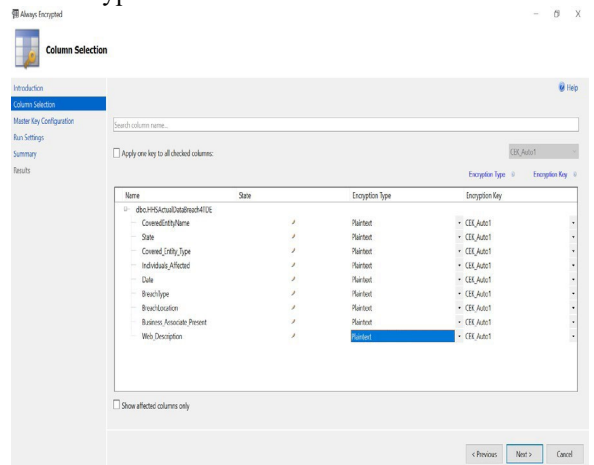 Always Encrypted
Column Selection
Introduction
Help
Column Selection
Master Key Configuration
Search column name...
Run Settings
Apply one key to all checked columns:
CEK_Auto1
Summary
Encryption Type
Encryption Key
Results
Name State Encryption Type Encryption Key
dbo.HHSActualDataBreach4TDE
CoveredEntityName Plaintext CEK_Auto1
State Plaintext CEK_Auto1
Covered_Entity_Type Plaintext CEK_Auto1
Individuals_Affected Plaintext CEK_Auto1
Date Plaintext CEK_Auto1
BreachType Plaintext CEK_Auto1
BreachLocation Plaintext CEK_Auto1
Business_Associate_Present Plaintext CEK_Auto1
Web_Description Plaintext CEK_Auto1
Show affected columns only
< Previous Next > Cancel